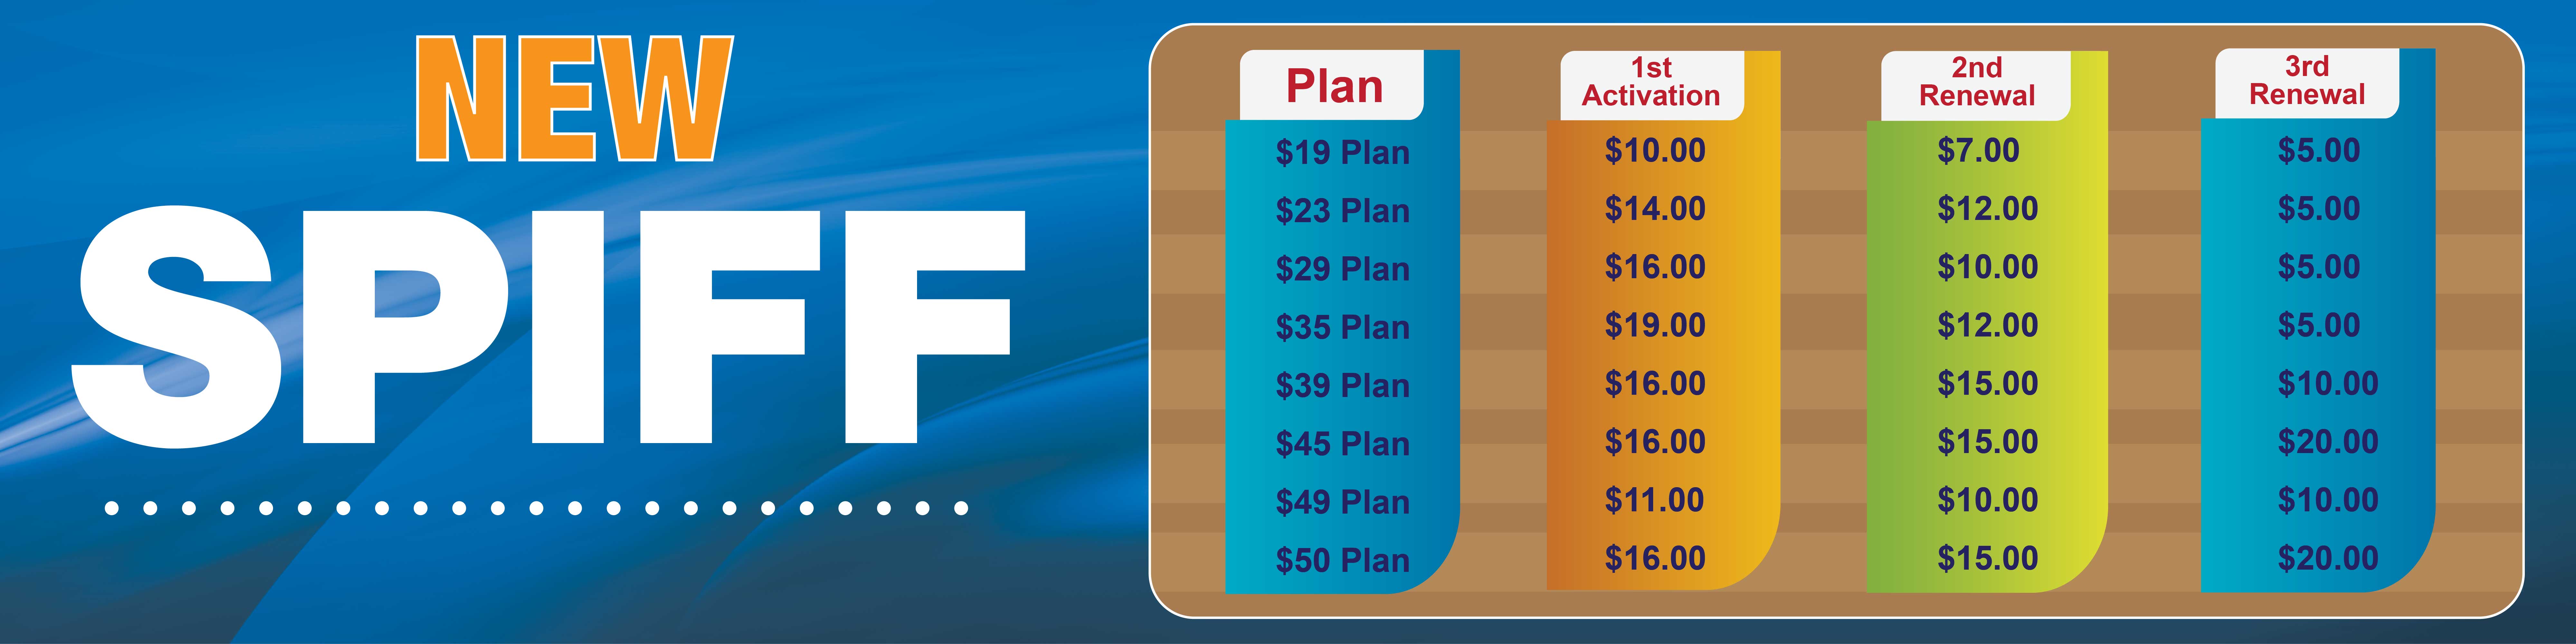 NEW
SPIFF
Plan
1st
Activation
2nd
Renewal
3rd
Renewal
$19 Plan $10.00 $7.00 $5.00
$23 Plan $14.00 $12.00 $5.00
$29 Plan $16.00 $10.00 $5.00
$35 Plan $19.00 $12.00 $5.00
$39 Plan $16.00 $15.00 $10.00
$45 Plan $16.00 $15.00 $20.00
$49 Plan $11.00 $10.00 $10.00
$50 Plan $16.00 $15.00 $20.00